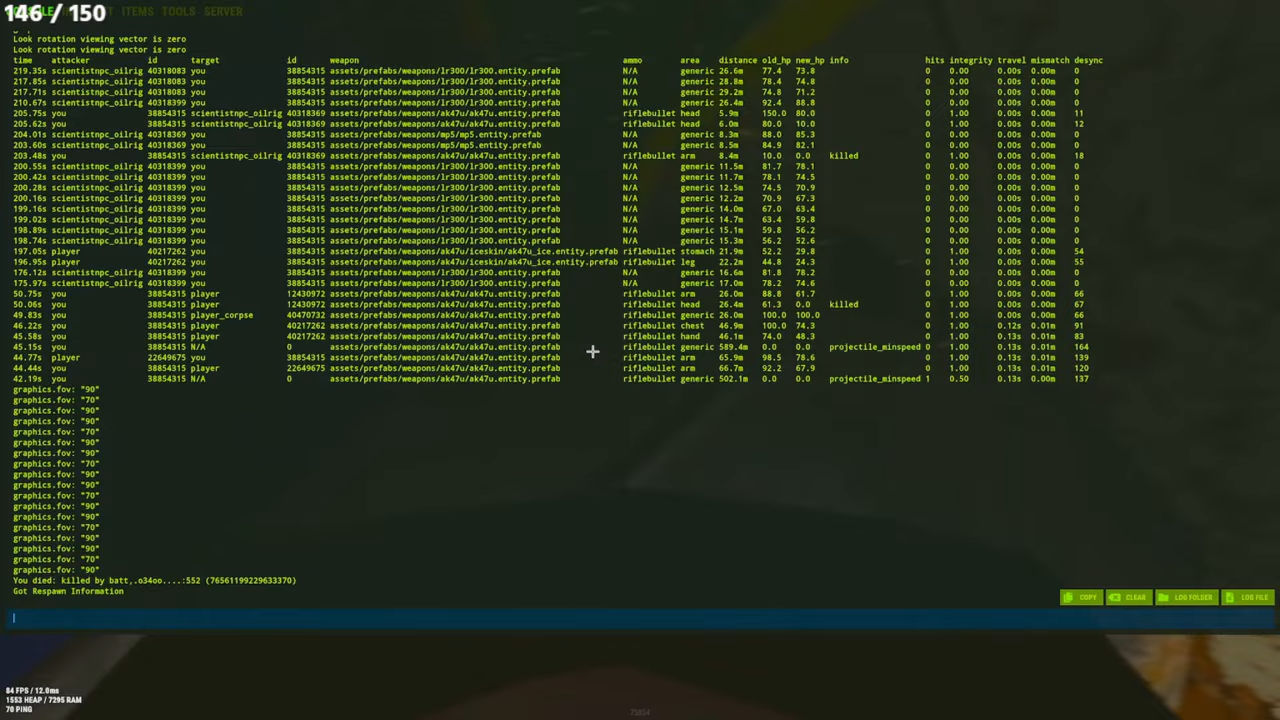 146 / 150
ITEMS TOOLS SERVER
Look rotation viewing vector is zero
Look rotation viewing vector is zero
time attacker id target id weapon ammo area distance old_hp new_hp info hits integrity travel mismatch desync
219.35s scientistnpc_oilrig 40318083 you 38854315 assets/prefabs/weapons/lr300/lr300.entity.prefab N/A generic 26.6m 77.4 73.8 0 0.00 0.00s 0.00m 0
217.85s scientistnpc_oilrig 40318083 you 38854315 assets/prefabs/weapons/lr300/lr300.entity.prefab N/A generic 28.8m 78.4 74.8 0 0.00 0.00s 0.00m 0
217.71s scientistnpc_oilrig 40318083 you 38854315 assets/prefabs/weapons/lr300/lr300.entity.prefab N/A generic 29.2m 74.8 71.2 0 0.00 0.00s 0.00m 0
210.67s scientistnpc_oilrig 40318399 you 38854315 assets/prefabs/weapons/lr300/lr300.entity.prefab N/A generic 26.4m 92.4 88.8 0 0.00 0.00s 0.00m 0
205.75s you 38854315 scientistnpc_oilrig 40318369 assets/prefabs/weapons/ak47u/ak47u.entity.prefab riflebullet head 5.9m 150.0 80.0 0 1.00 0.00s 0.00m 11
205.62s you 38854315 scientistnpc_oilrig 40318369 assets/prefabs/weapons/ak47u/ak47u.entity.prefab riflebullet head 6.0m 80.0 10.0 0 1.00 0.00s 0.00m 12
204.01s scientistnpc_oilrig 40318369 you 38854315 assets/prefabs/weapons/mp5/mp5.entity.prefab N/A generic 8.3m 88.0 85.3 0 0.00 0.00s 0.00m 0
203.60s scientistnpc_oilrig 40318369 you 38854315 assets/prefabs/weapons/mp5/mp5.entity.prefab N/A generic 8.5m 84.9 82.1 0 0.00 0.00s 0.00m 0
203.48s you 38854315 scientistnpc_oilrig 40318369 assets/prefabs/weapons/ak47u/ak47u.entity.prefab riflebullet arm 8.4m 10.0 0.0 killed 0 1.00 0.00s 0.00m 18
200.55s scientistnpc_oilrig 40318399 you 38854315 assets/prefabs/weapons/lr300/lr300.entity.prefab N/A generic 11.5m 81.7 78.1 0 0.00 0.00s 0.00m 0
200.42s scientistnpc_oilrig 40318399 you 38854315 assets/prefabs/weapons/lr300/lr300.entity.prefab N/A generic 11.7m 78.1 74.5 0 0.00 0.00s 0.00m 0
200.28s scientistnpc_oilrig 40318399 you 38854315 assets/prefabs/weapons/lr300/lr300.entity.prefab N/A generic 12.5m 74.5 70.9 0 0.00 0.00s 0.00m 0
200.16s scientistnpc_oilrig 40318399 you 38854315 assets/prefabs/weapons/lr300/lr300.entity.prefab N/A generic 12.2m 70.9 67.3 0 0.00 0.00s 0.00m 0
199.16s scientistnpc_oilrig 40318399 you 38854315 assets/prefabs/weapons/lr300/lr300.entity.prefab N/A generic 14.0m 67.0 63.4 0 0.00 0.00s 0.00m 0
199.02s scientistnpc_oilrig 40318399 you 38854315 assets/prefabs/weapons/lr300/lr300.entity.prefab N/A generic 14.7m 63.4 59.8 0 0.00 0.00s 0.00m 0
198.89s scientistnpc_oilrig 40318399 you 38854315 assets/prefabs/weapons/lr300/lr300.entity.prefab N/A generic 15.1m 59.8 56.2 0 0.00 0.00s 0.00m 0
198.74s scientistnpc_oilrig 40318399 you 38854315 assets/prefabs/weapons/lr300/lr300.entity.prefab N/A generic 15.3m 56.2 52.6 0 0.00 0.00s 0.00m 0
197.05s player 40217262 you 38854315 assets/prefabs/weapons/ak47u/iceskin/ak47u_ice.entity.prefab riflebullet stomach 21.9m 52.2 29.8 0 1.00 0.00s 0.00m 54
196.95s player 40217262 you 38854315 assets/prefabs/weapons/ak47u/iceskin/ak47u_ice.entity.prefab riflebullet leg 22.2m 44.8 24.3 0 1.00 0.00s 0.00m 55
176.12s scientistnpc_oilrig 40318399 you 38854315 assets/prefabs/weapons/lr300/lr300.entity.prefab N/A generic 16.6m 81.8 78.2 0 0.00 0.00s 0.00m 0
175.97s scientistnpc_oilrig 40318399 you 38854315 assets/prefabs/weapons/lr300/lr300.entity.prefab N/A generic 17.0m 78.2 74.6 0 0.00 0.00s 0.00m 0
50.75s you 38854315 player 12430972 assets/prefabs/weapons/ak47u/ak47u.entity.prefab riflebullet arm 26.0m 88.8 61.7 0 1.00 0.00s 0.00m 66
50.06s you 38854315 player 12430972 assets/prefabs/weapons/ak47u/ak47u.entity.prefab riflebullet head 26.4m 61.3 0.0 killed 0 1.00 0.00s 0.00m 67
49.83s you 38854315 player_corpse 40470732 assets/prefabs/weapons/ak47u/ak47u.entity.prefab riflebullet generic 26.0m 100.0 100.0 0 1.00 0.00s 0.00m 66
46.22s you 38854315 player 40217262 assets/prefabs/weapons/ak47u/ak47u.entity.prefab riflebullet chest 46.9m 100.0 74.3 0 1.00 0.12s 0.01m 91
45.58s you 38854315 player 40217262 assets/prefabs/weapons/ak47u/ak47u.entity.prefab riflebullet hand 46.1m 74.0 48.3 0 1.00 0.00s 0.01m 83
45.15s you 38854315 N/A 0 assets/prefabs/weapons/ak47u/ak47u.entity.prefab riflebullet generic 589.4m 0.0 0.0 projectile_minspeed 0 1.00 0.13s 0.00m 164
44.77s player 22649675 you 38854315 assets/prefabs/weapons/ak47u/ak47u.entity.prefab riflebullet arm 65.9m 98.5 78.6 0 1.00 0.13s 0.01m 139
44.44s you 38854315 player 22649675 assets/prefabs/weapons/ak47u/ak47u.entity.prefab riflebullet arm 66.7m 92.2 67.9 0 1.00 0.13s 0.01m 120
42.19s you 38854315 N/A 0 assets/prefabs/weapons/ak47u/ak47u.entity.prefab riflebullet generic 502.1m 0.0 0.0 projectile_minspeed 1 0.50 0.13s 0.00m 137
graphics.fov: "90"
graphics.fov: "70"
graphics.fov: "90"
graphics.fov: "90"
graphics.fov: "70"
graphics.fov: "90"
graphics.fov: "90"
graphics.fov: "70"
graphics.fov: "90"
graphics.fov: "90"
graphics.fov: "70"
graphics.fov: "90"
graphics.fov: "90"
graphics.fov: "70"
graphics.fov: "90"
graphics.fov: "90"
graphics.fov: "70"
graphics.fov: "90"
You died: killed by batt,.o34oo....:552 (76561199229633370)
Got Respawn Information
COPY CLEAR LOG FOLDER LOG FILE
84 FPS / 12.0ms
1553 HEAP / 7295 RAM
70 PING